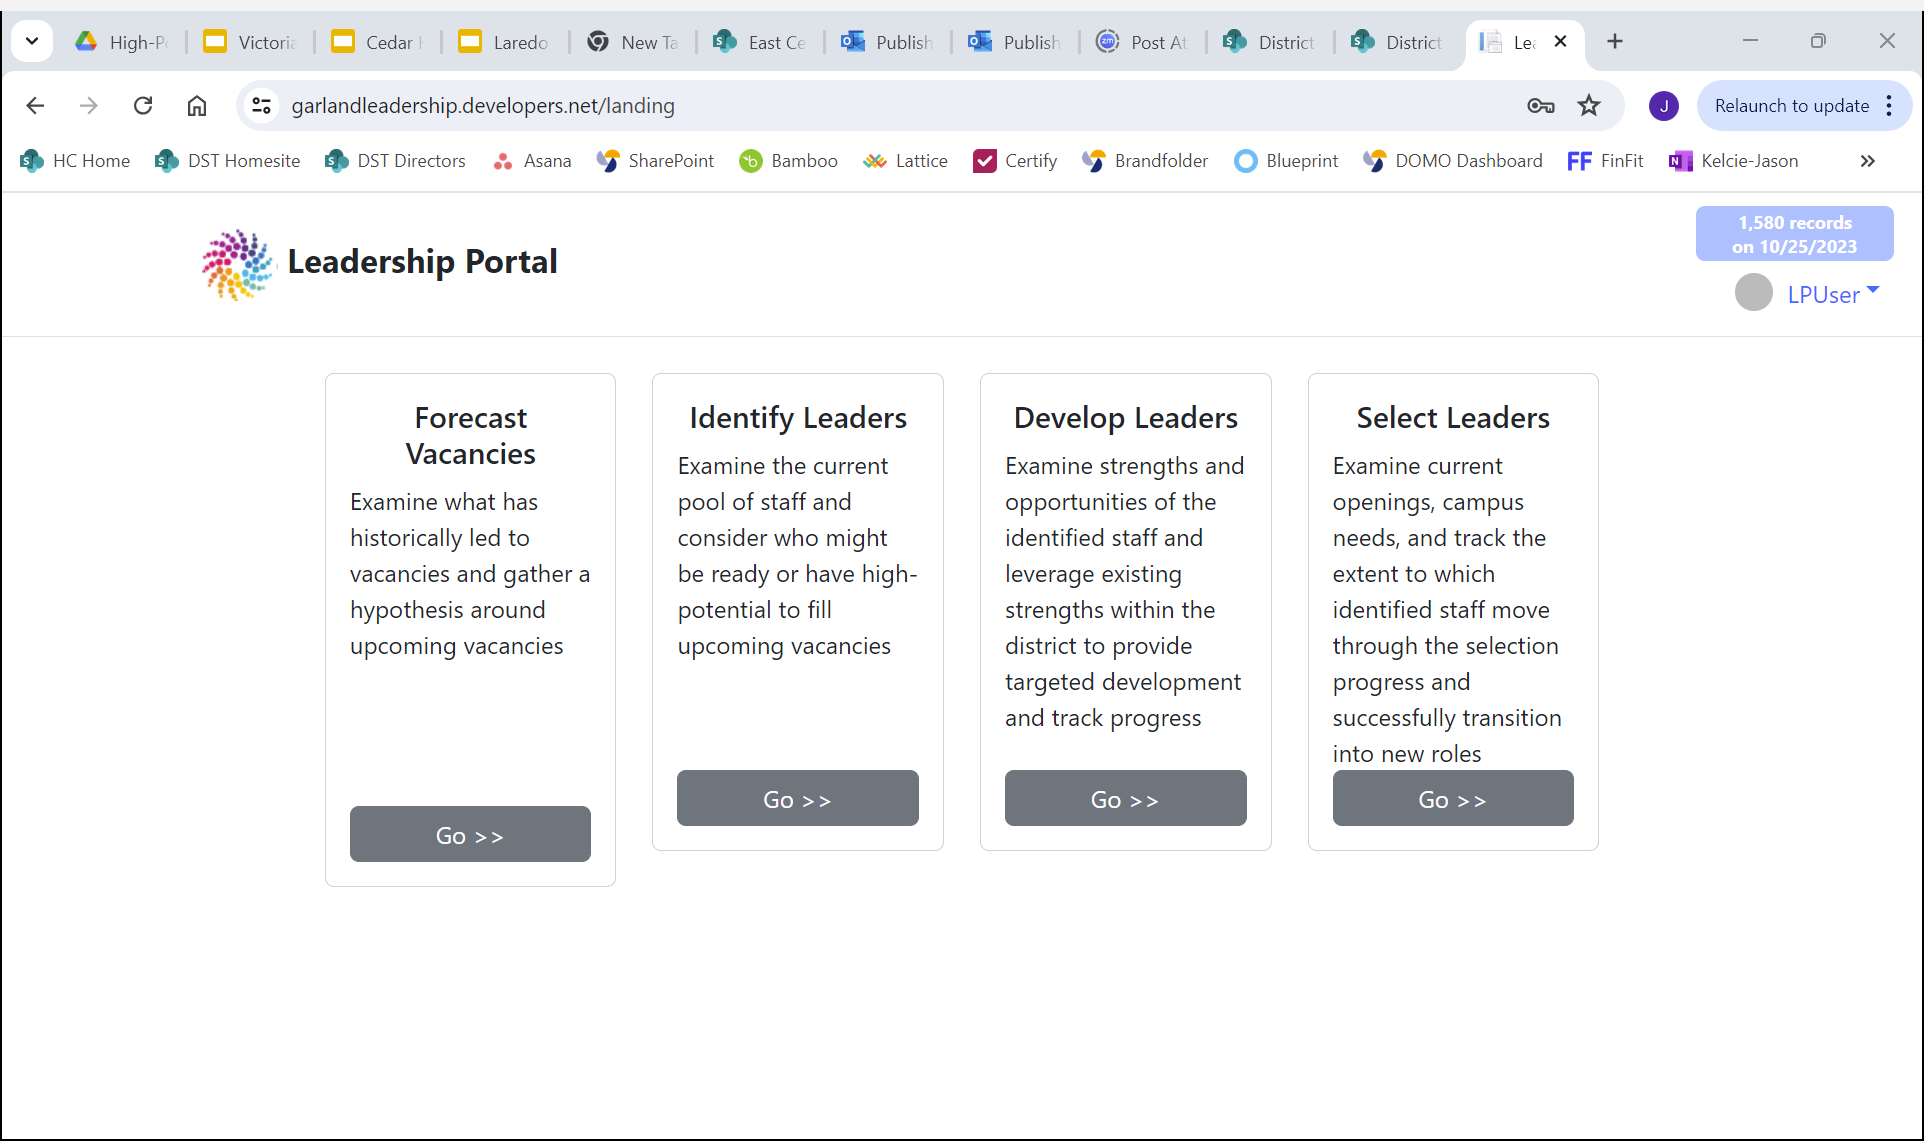 High-P
Victoria
Cedar
Laredo
New Ta
East Ce
Publish
Publish
Post At
District
District
Lea
garlandleadership.developers.net/landing
J
Relaunch to update
HC Home
DST Homesite
DST Directors
Asana
SharePoint
Bamboo
Lattice
Certify
Brandfolder
Blueprint
DOMO Dashboard
FF FinFit
Kelcie-Jason
1,580 records
on 10/25/2023
Leadership Portal
LPUser
Forecast
Vacancies
Examine what has
historically led to
vacancies and gather a
hypothesis around
upcoming vacancies
Go >>
Identify Leaders
Examine the current
pool of staff and
consider who might
be ready or have high-
potential to fill
upcoming vacancies
Go >>
Develop Leaders
Examine strengths and
opportunities of the
identified staff and
leverage existing
strengths within the
district to provide
targeted development
and track progress
Go >>
Select Leaders
Examine current
openings, campus
needs, and track the
extent to which
identified staff move
through the selection
progress and
successfully transition
into new roles
Go >>